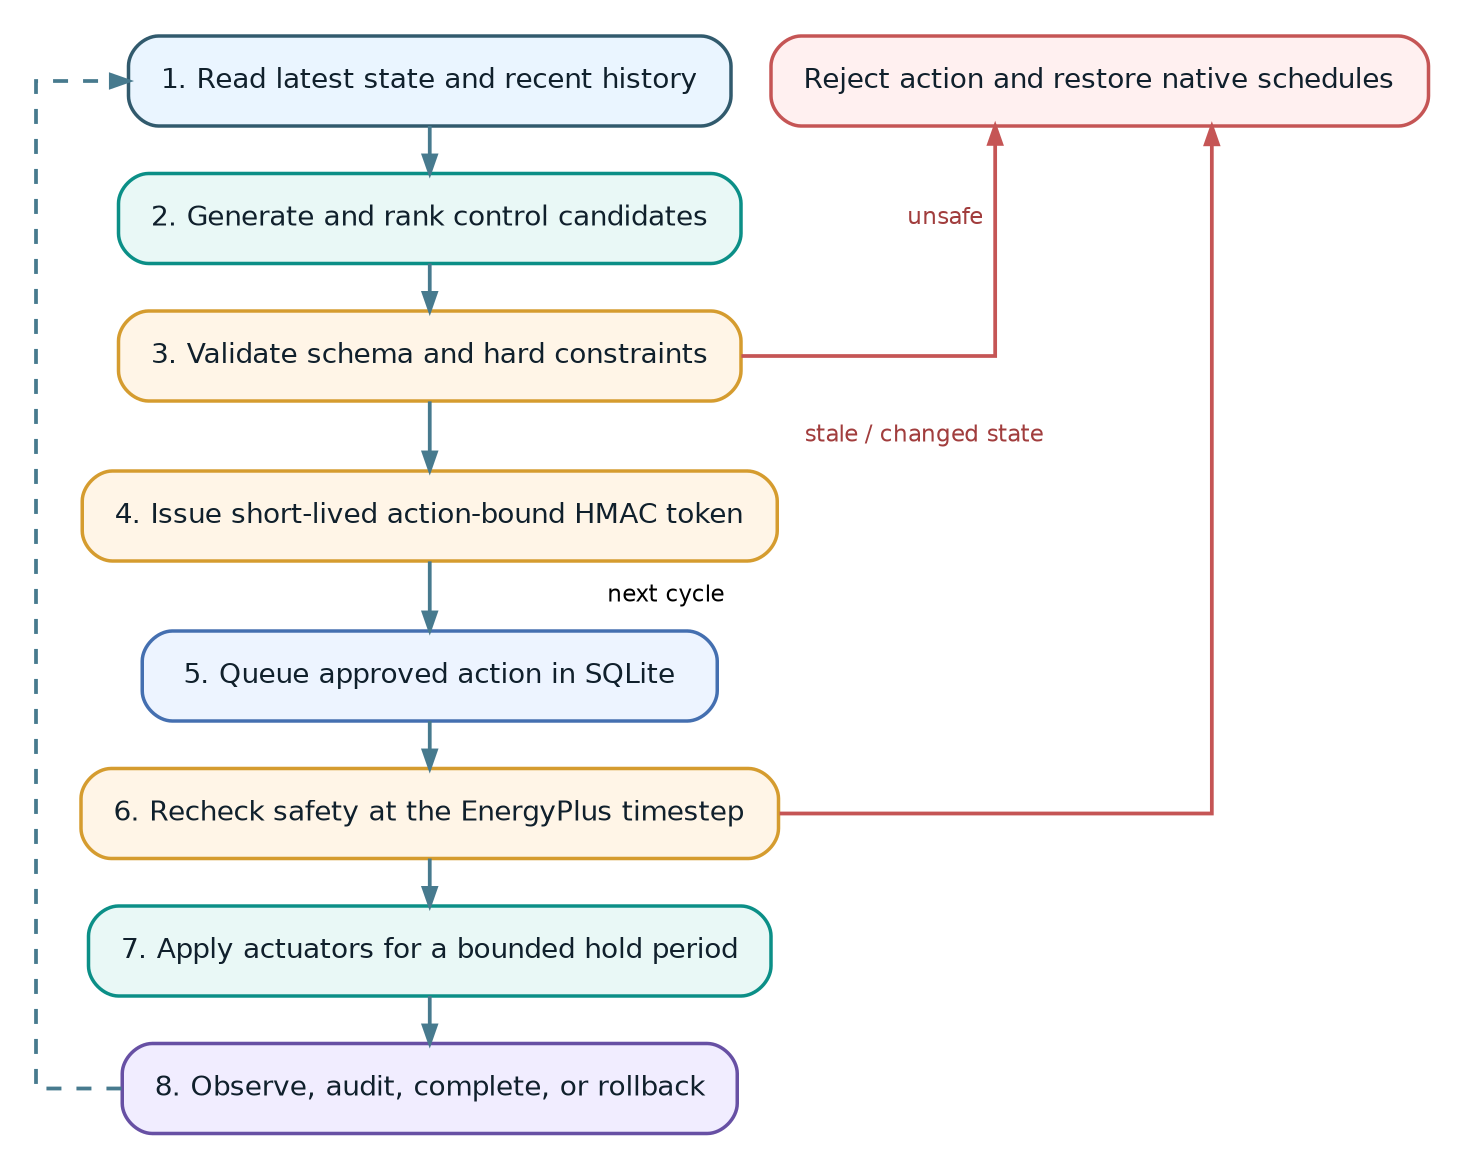 1. Read latest state and recent history
Reject action and restore native schedules
2. Generate and rank control candidates
unsafe
3. Validate schema and hard constraints
stale / changed state
4. Issue short-lived action-bound HMAC token
next cycle
5. Queue approved action in SQLite
6. Recheck safety at the EnergyPlus timestep
7. Apply actuators for a bounded hold period
8. Observe, audit, complete, or rollback